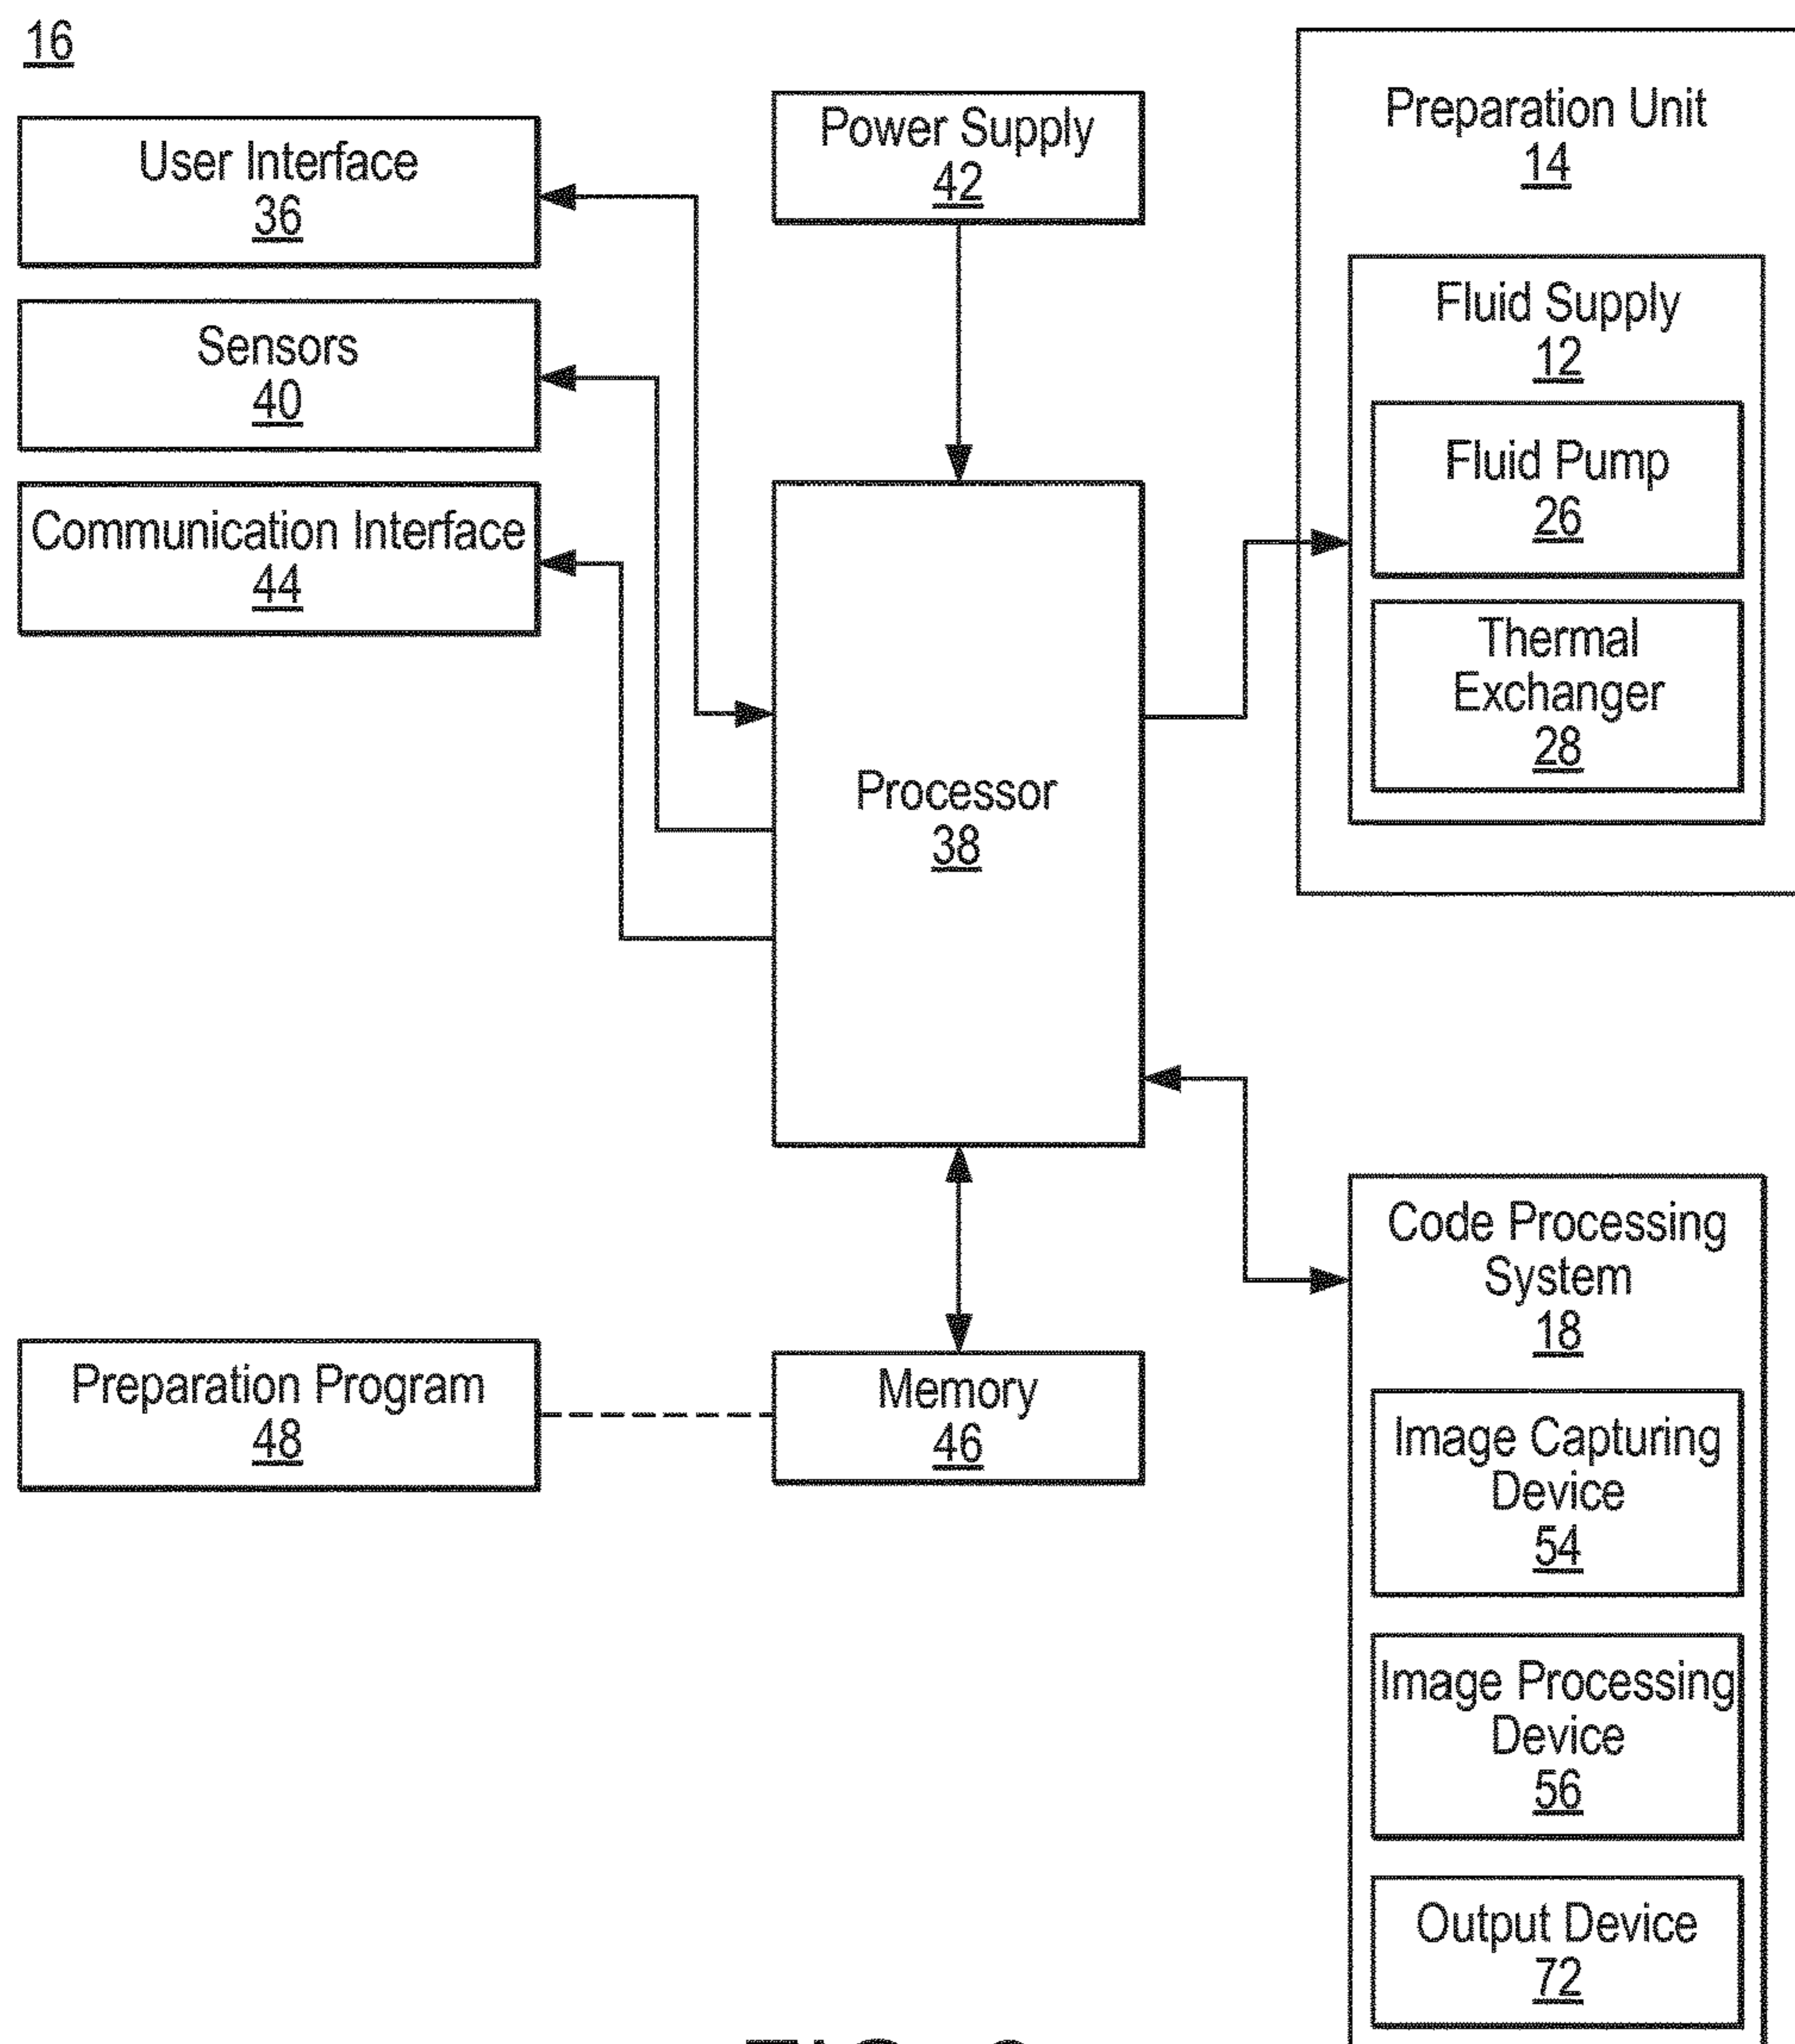 16
User Interface
36
Sensors
40
Communication Interface
44
Power Supply
42
Processor
38
Preparation Program
48
Memory
46
Preparation Unit
14
Fluid Supply
12
Fluid Pump
26
Thermal
Exchanger
28
Code Processing
System
18
Image Capturing
Device
54
Image Processing
Device
56
Output Device
72